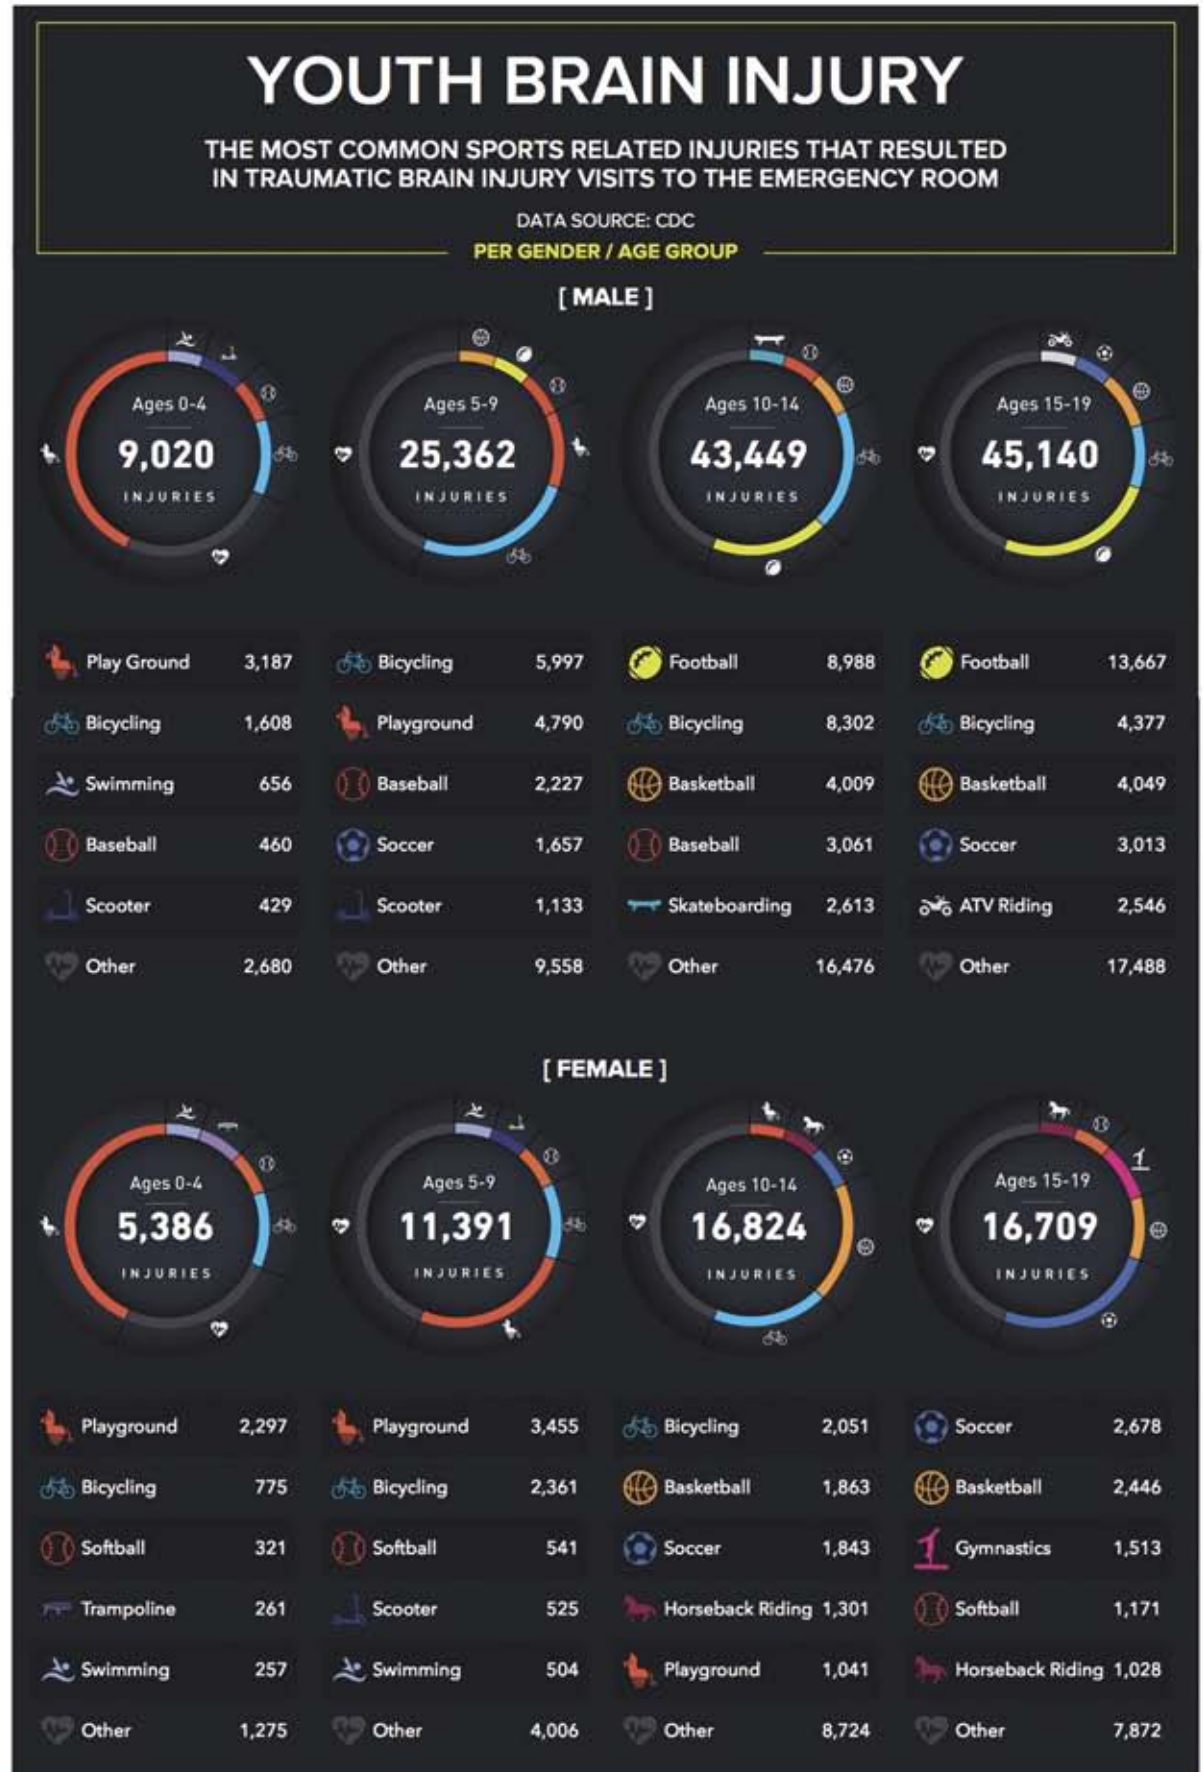 YOUTH BRAIN INJURY
THE MOST COMMON SPORTS RELATED INJURIES THAT RESULTED
IN TRAUMATIC BRAIN INJURY VISITS TO THE EMERGENCY ROOM
DATA SOURCE: CDC
PER GENDER / AGE GROUP
[ MALE ]
Ages 0-4
9,020
INJURIES
Ages 5-9
25,362
INJURIES
Ages 10-14
43,449
INJURIES
Ages 15-19
45,140
INJURIES
Play Ground 3,187
Bicycling 1,608
Swimming 656
Baseball 460
Scooter 429
Other 2,680
Bicycling 5,997
Playground 4,790
Baseball 2,227
Soccer 1,657
Scooter 1,133
Other 9,558
Football 8,988
Bicycling 8,302
Basketball 4,009
Baseball 3,061
Skateboarding 2,613
Other 16,476
Football 13,667
Bicycling 4,377
Basketball 4,049
Soccer 3,013
ATV Riding 2,546
Other 17,488
[ FEMALE ]
Ages 0-4
5,386
INJURIES
Ages 5-9
11,391
INJURIES
Ages 10-14
16,824
INJURIES
Ages 15-19
16,709
INJURIES
Playground 2,297
Bicycling 775
Softball 321
Trampoline 261
Swimming 257
Other 1,275
Playground 3,455
Bicycling 2,361
Softball 541
Scooter 525
Swimming 504
Other 4,006
Bicycling 2,051
Basketball 1,863
Soccer 1,843
Horseback Riding 1,301
Playground 1,041
Other 8,724
Soccer 2,678
Basketball 2,446
Gymnastics 1,513
Softball 1,171
Horseback Riding 1,028
Other 7,872